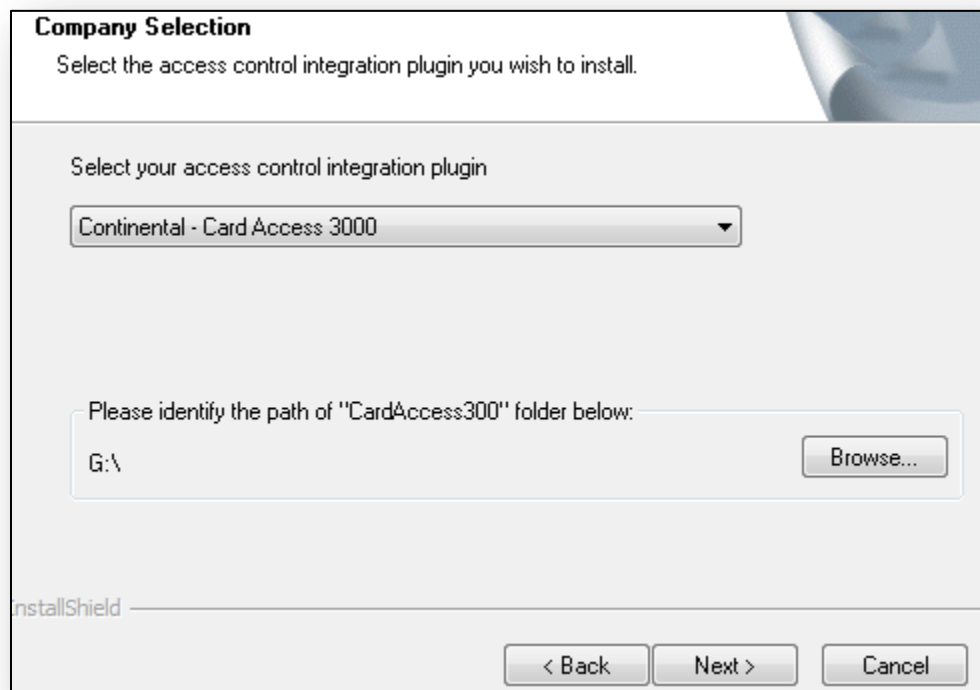 Company Selection
Select the access control integration plugin you wish to install.
Select your access control integration plugin
Continental - Card Access 3000
Please identify the path of "CardAccess300" folder below:
G:\
Browse...
InstallShield
< Back
Next >
Cancel